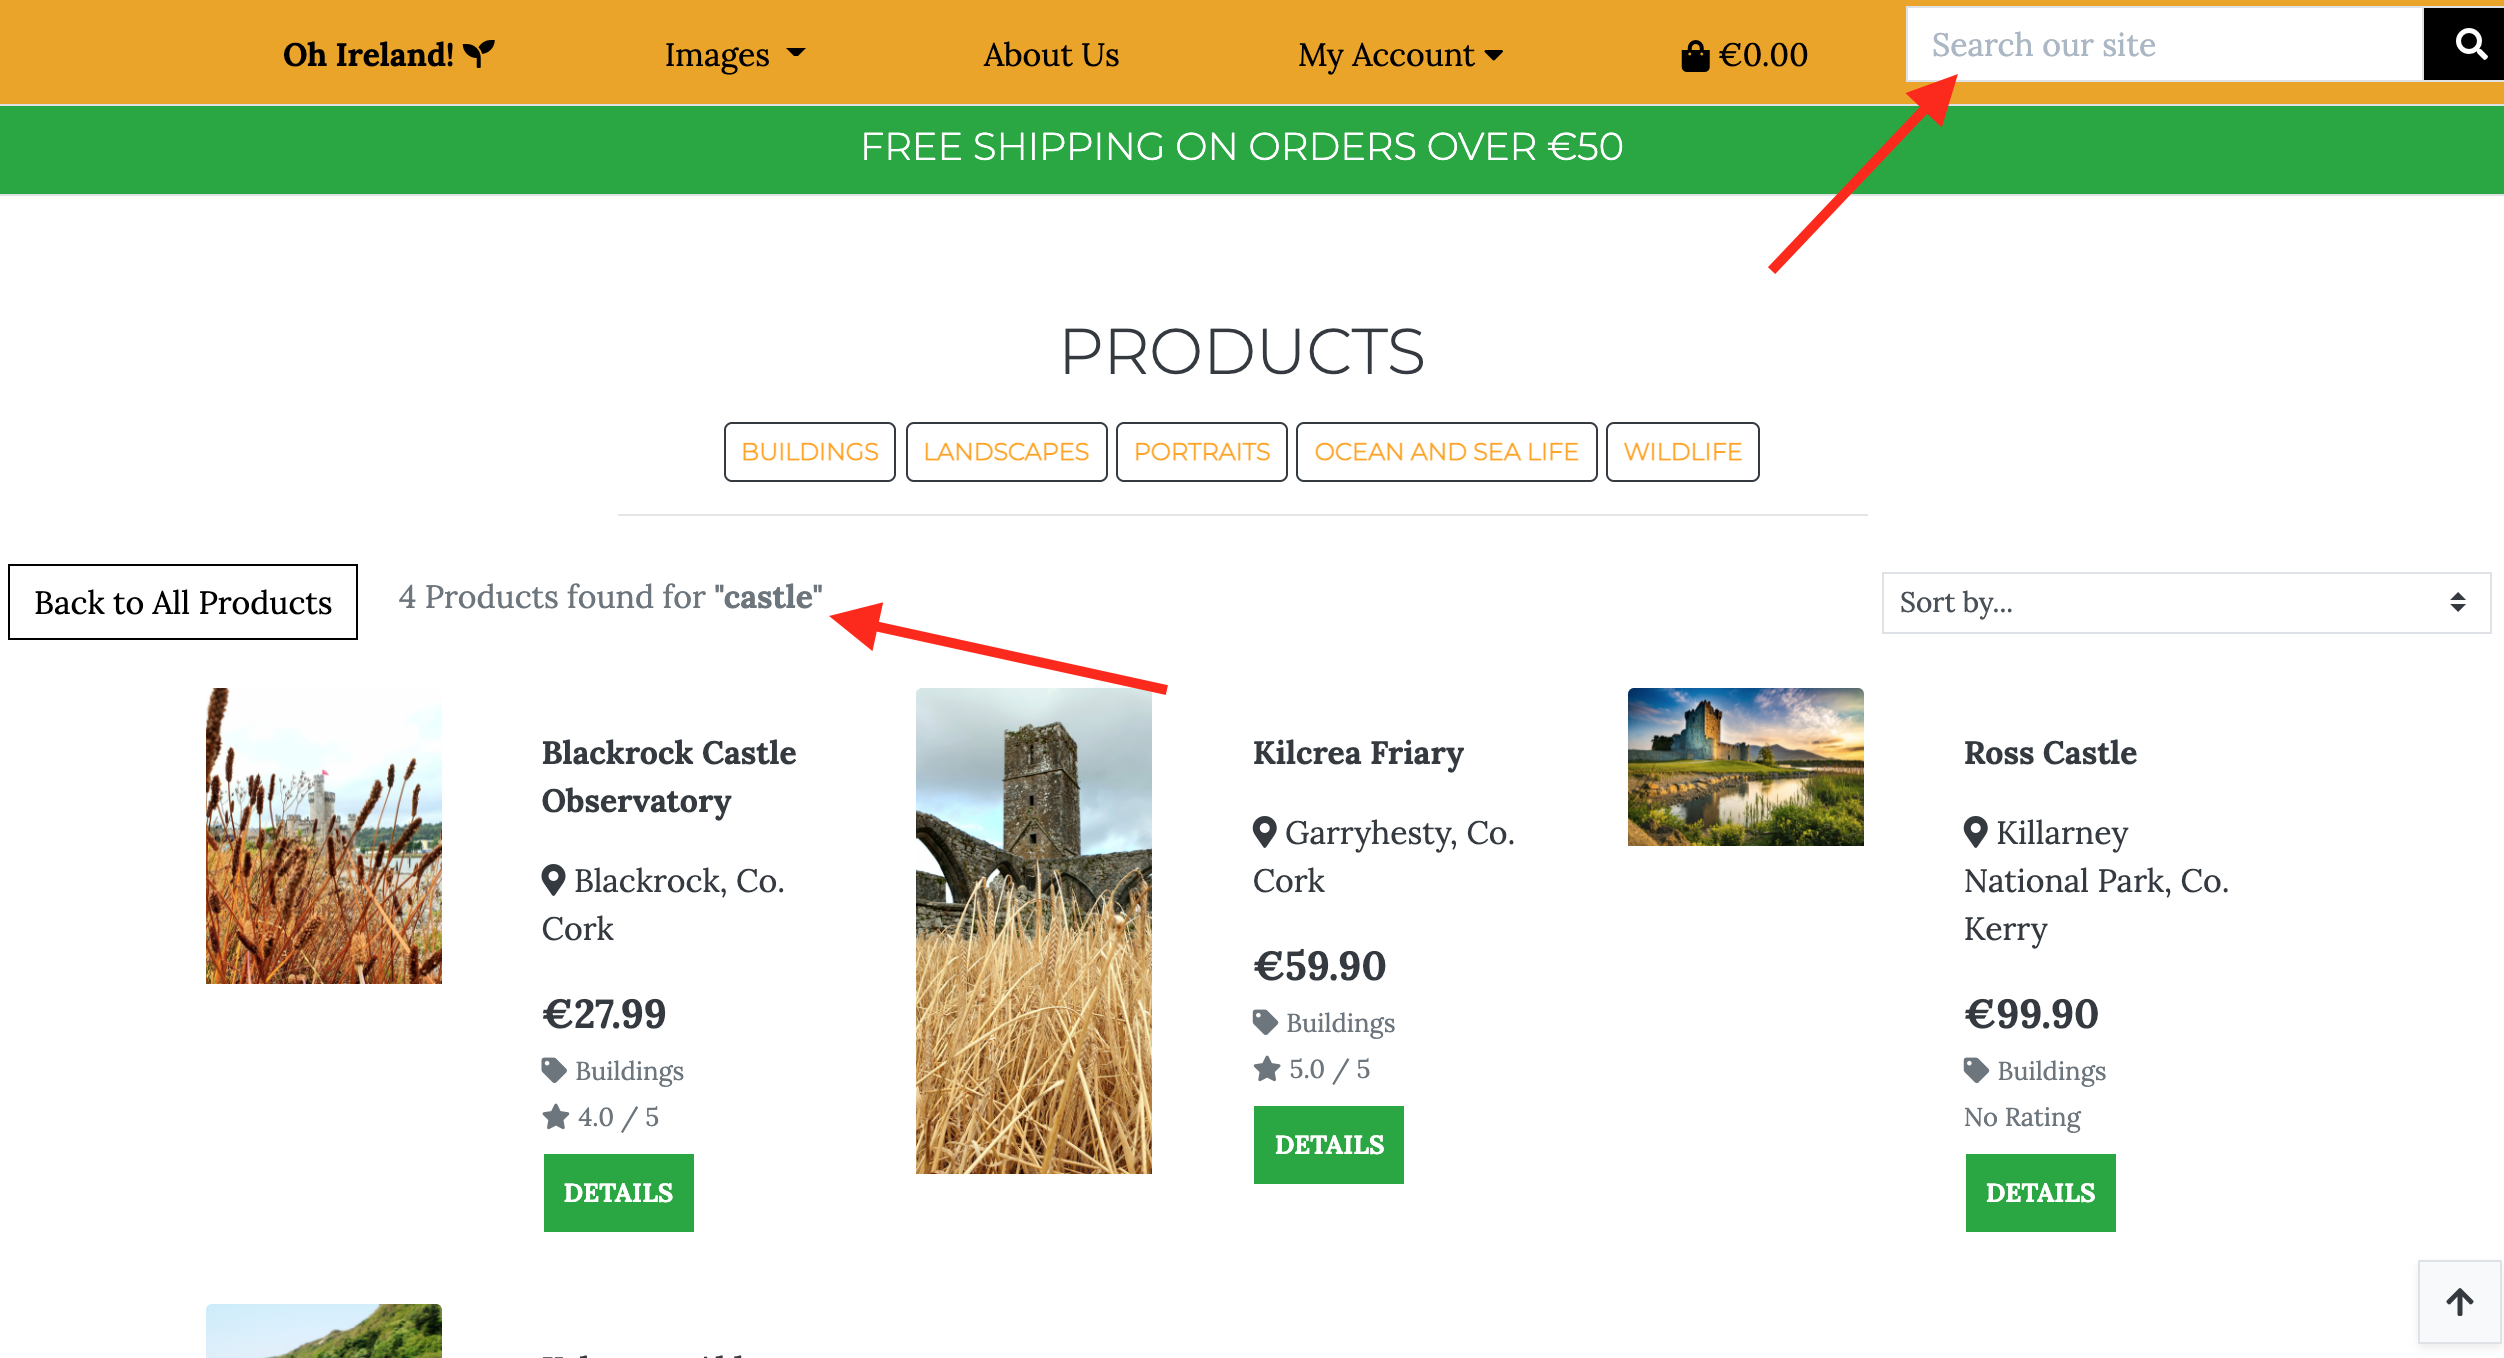 Oh Ireland!
Images
About Us
My Account
€0.00
Search our site
FREE SHIPPING ON ORDERS OVER €50
PRODUCTS
BUILDINGS
LANDSCAPES
PORTRAITS
OCEAN AND SEA LIFE
WILDLIFE
Back to All Products
4 Products found for "castle"
Sort by...
Blackrock Castle
Observatory
Blackrock, Co.
Cork
€27.99
Buildings
4.0 / 5
DETAILS
Kilcrea Friary
Garryhesty, Co.
Cork
€59.90
Buildings
5.0 / 5
DETAILS
Ross Castle
Killarney
National Park, Co.
Kerry
€99.90
Buildings
No Rating
DETAILS